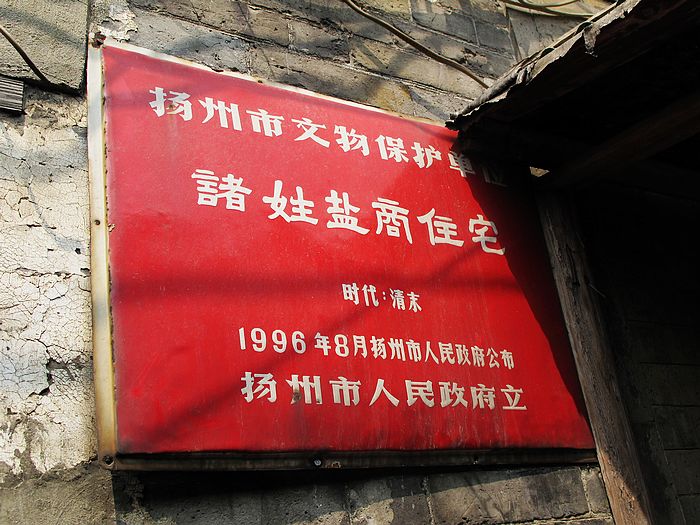 扬州市文物保护单位
諸姓盐商住宅
时代:清末
1996年8月扬州市人民政府公布
扬州市人民政府立